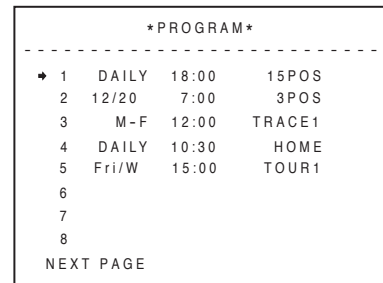 *PROGRAM*
1 DAILY 18:00 15POS
2 12/20 7:00 3POS
3 M-F 12:00 TRACE1
4 DAILY 10:30 HOME
5 Fri/W 15:00 TOUR1
6
7
8
NEXT PAGE